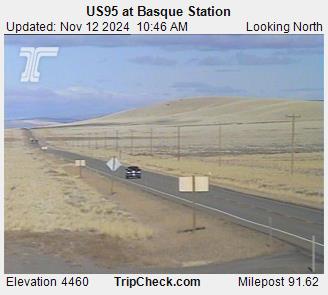 US95 at Basque Station
Updated: Nov 12 2024 10:46 AM Looking North
Elevation 4460 TripCheck.com Milepost 91.62